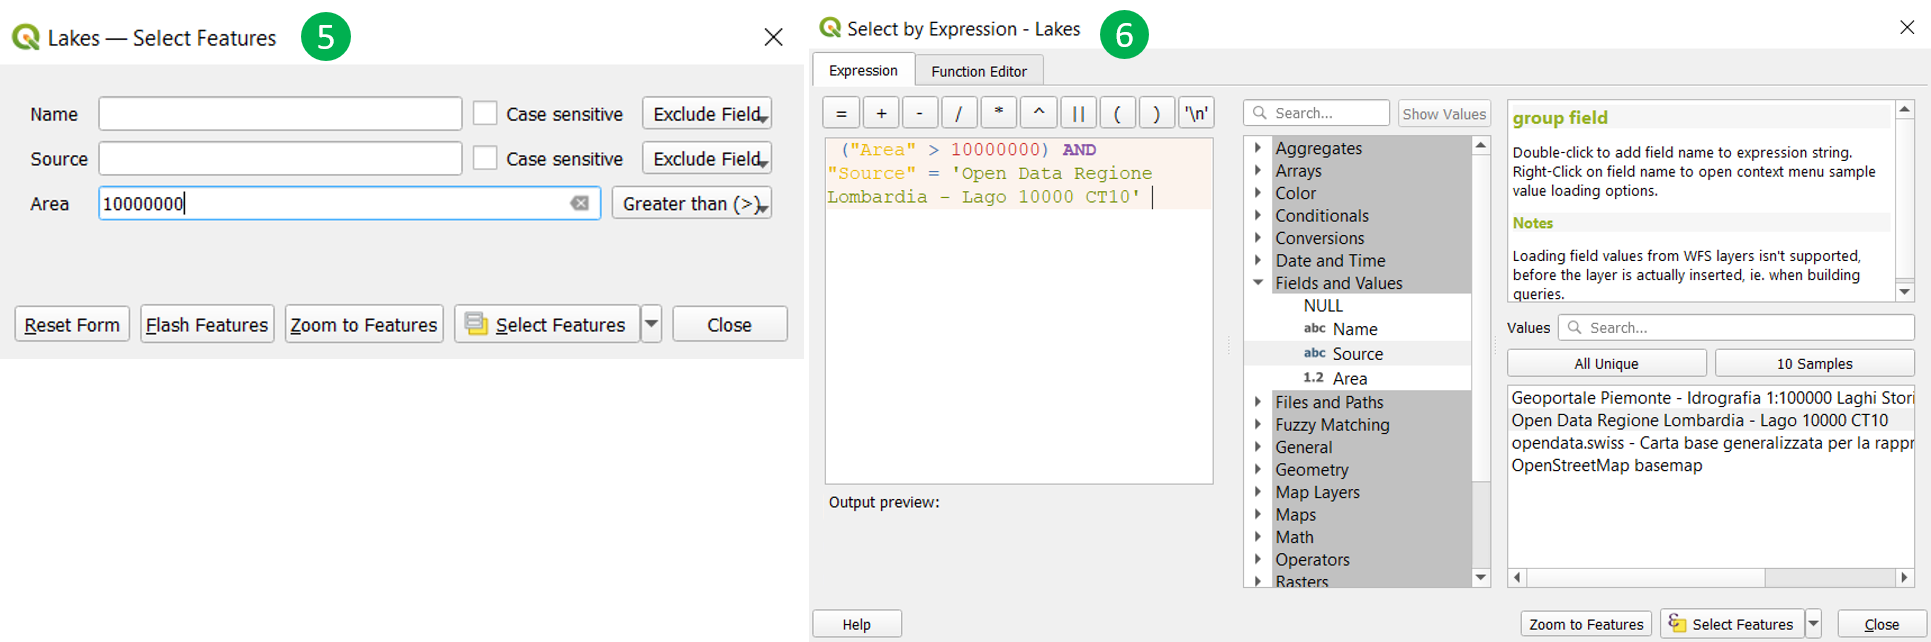 Lakes — Select Features
5
Name
Case sensitive
Exclude Field
Source
Case sensitive
Exclude Field
Area
10000000
Greater than (>)
Reset Form
Flash Features
Zoom to Features
Select Features
Close
Select by Expression - Lakes
6
Expression
Function Editor
= + - / * ^ || ( ) '\n'
("Area" > 10000000) AND
"Source" = 'Open Data Regione
Lombardia - Lago 10000 CT10'
Output preview:
Search...
Show Values
Aggregates
Arrays
Color
Conditionals
Conversions
Date and Time
Fields and Values
NULL
abc Name
abc Source
1.2 Area
Files and Paths
Fuzzy Matching
General
Geometry
Map Layers
Maps
Math
Operators
Rasters
group field
Double-click to add field name to expression string.
Right-Click on field name to open context menu sample
value loading options.
Notes
Loading field values from WFS layers isn't supported,
before the layer is actually inserted, ie. when building
queries.
Values
Search...
All Unique
10 Samples
Geoportale Piemonte - Idrografia 1:100000 Laghi Stori
Open Data Regione Lombardia - Lago 10000 CT10
opendata.swiss - Carta base generalizzata per la rappr
OpenStreetMap basemap
Help
Zoom to Features
Select Features
Close